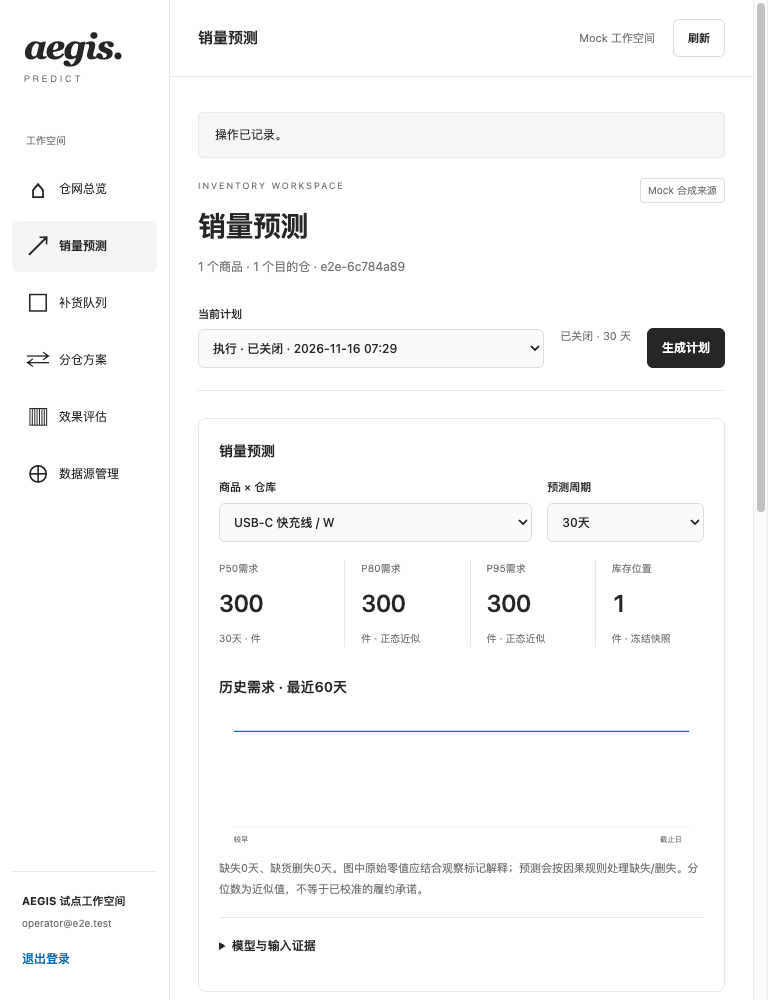 aegis.
PREDICT
工作空间
仓网总览
销量预测
补货队列
分仓方案
效果评估
数据源管理
AEGIS 试点工作空间
operator@e2e.test
退出登录
销量预测
Mock 工作空间
刷新
操作已记录。
INVENTORY WORKSPACE
Mock 合成来源
销量预测
1 个商品 · 1 个目的仓 · e2e-6c784a89
当前计划
执行 · 已关闭 · 2026-11-16 07:29
已关闭 · 30 天
生成计划
销量预测
商品 × 仓库
预测周期
USB-C 快充线 / W
30天
P50需求
P80需求
P95需求
库存位置
300
300
300
1
30天 · 件
件 · 正态近似
件 · 正态近似
件 · 冻结快照
历史需求 · 最近60天
较早
截止日
缺失0天、缺货删失0天。图中原始零值应结合观察标记解释；预测会按因果规则处理缺失/删失。分
位数为近似值，不等于已校准的履约承诺。
模型与输入证据